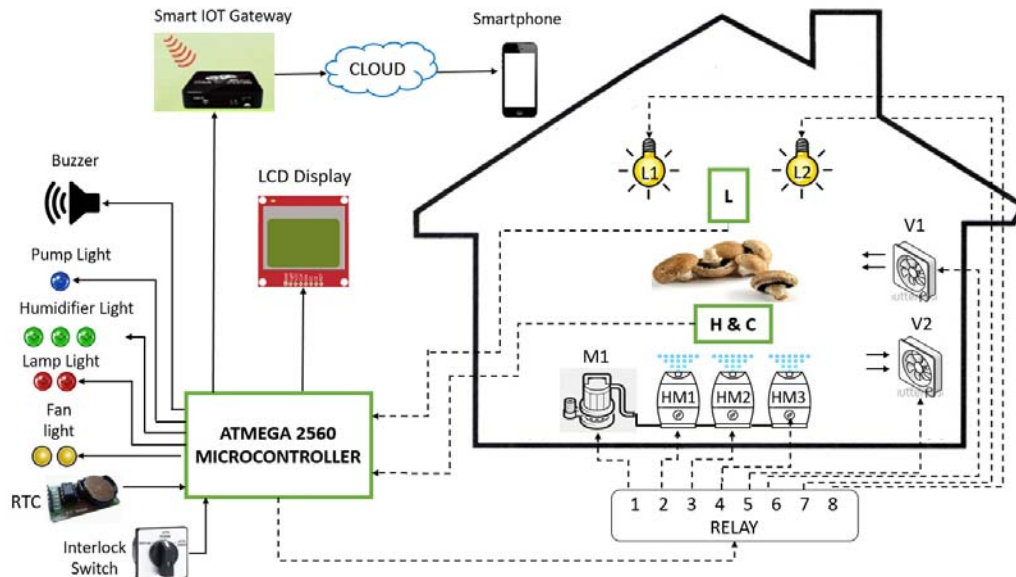 Smart IOT Gateway
Smartphone
CLOUD
Buzzer
LCD Display
L1
L2
L
Pump Light
V1
Humidifier Light
H & C
V2
Lamp Light
M1
HM1
HM2
HM3
Fan
light
ATMEGA 2560
MICROCONTROLLER
RTC
1 2 3 4 5 6 7 8
RELAY
Interlock
Switch